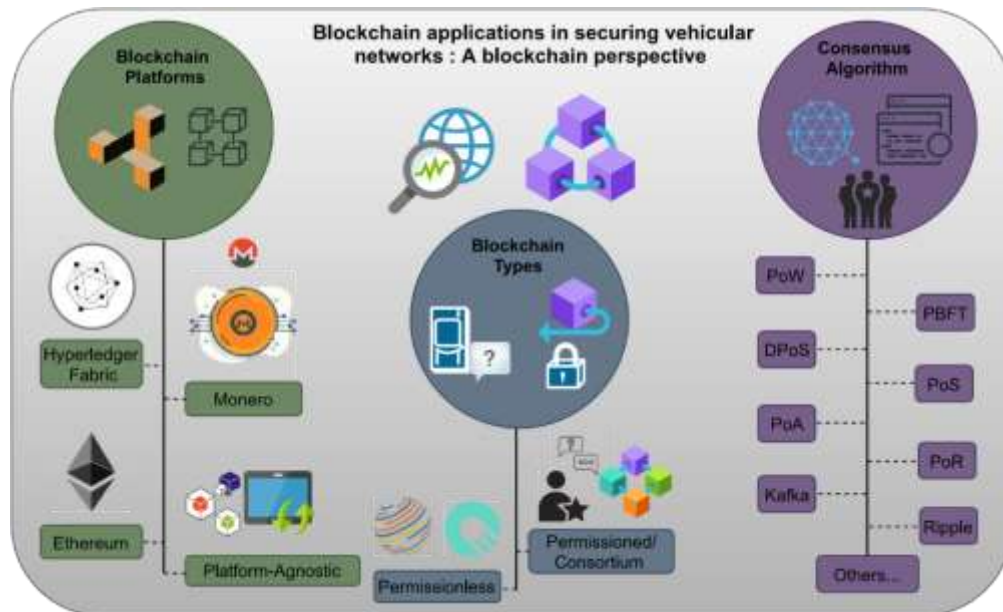 Blockchain applications in securing vehicular
networks : A blockchain perspective
Blockchain
Platforms
Hyperledger
Fabric
Monero
Ethereum
Platform-Agnostic
Blockchain
Types
?
Permissionless
Permissioned/
Consortium
Consensus
Algorithm
PoW
PBFT
DPoS
PoS
PoA
PoR
Kafka
Ripple
Others...